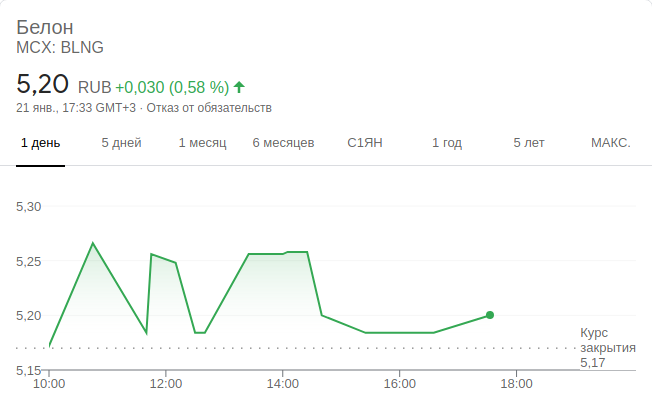 Белон
MCX: BLNG
5,20 RUB +0,030 (0,58 %)
21 янв., 17:33 GMT+3 · Отказ от обязательств
1 день 5 дней 1 месяц 6 месяцев С1ЯН 1 год 5 лет МАКС.
5,30
5,25
5,20
5,15
Курс
закрытия
5,17
10:00 12:00 14:00 16:00 18:00